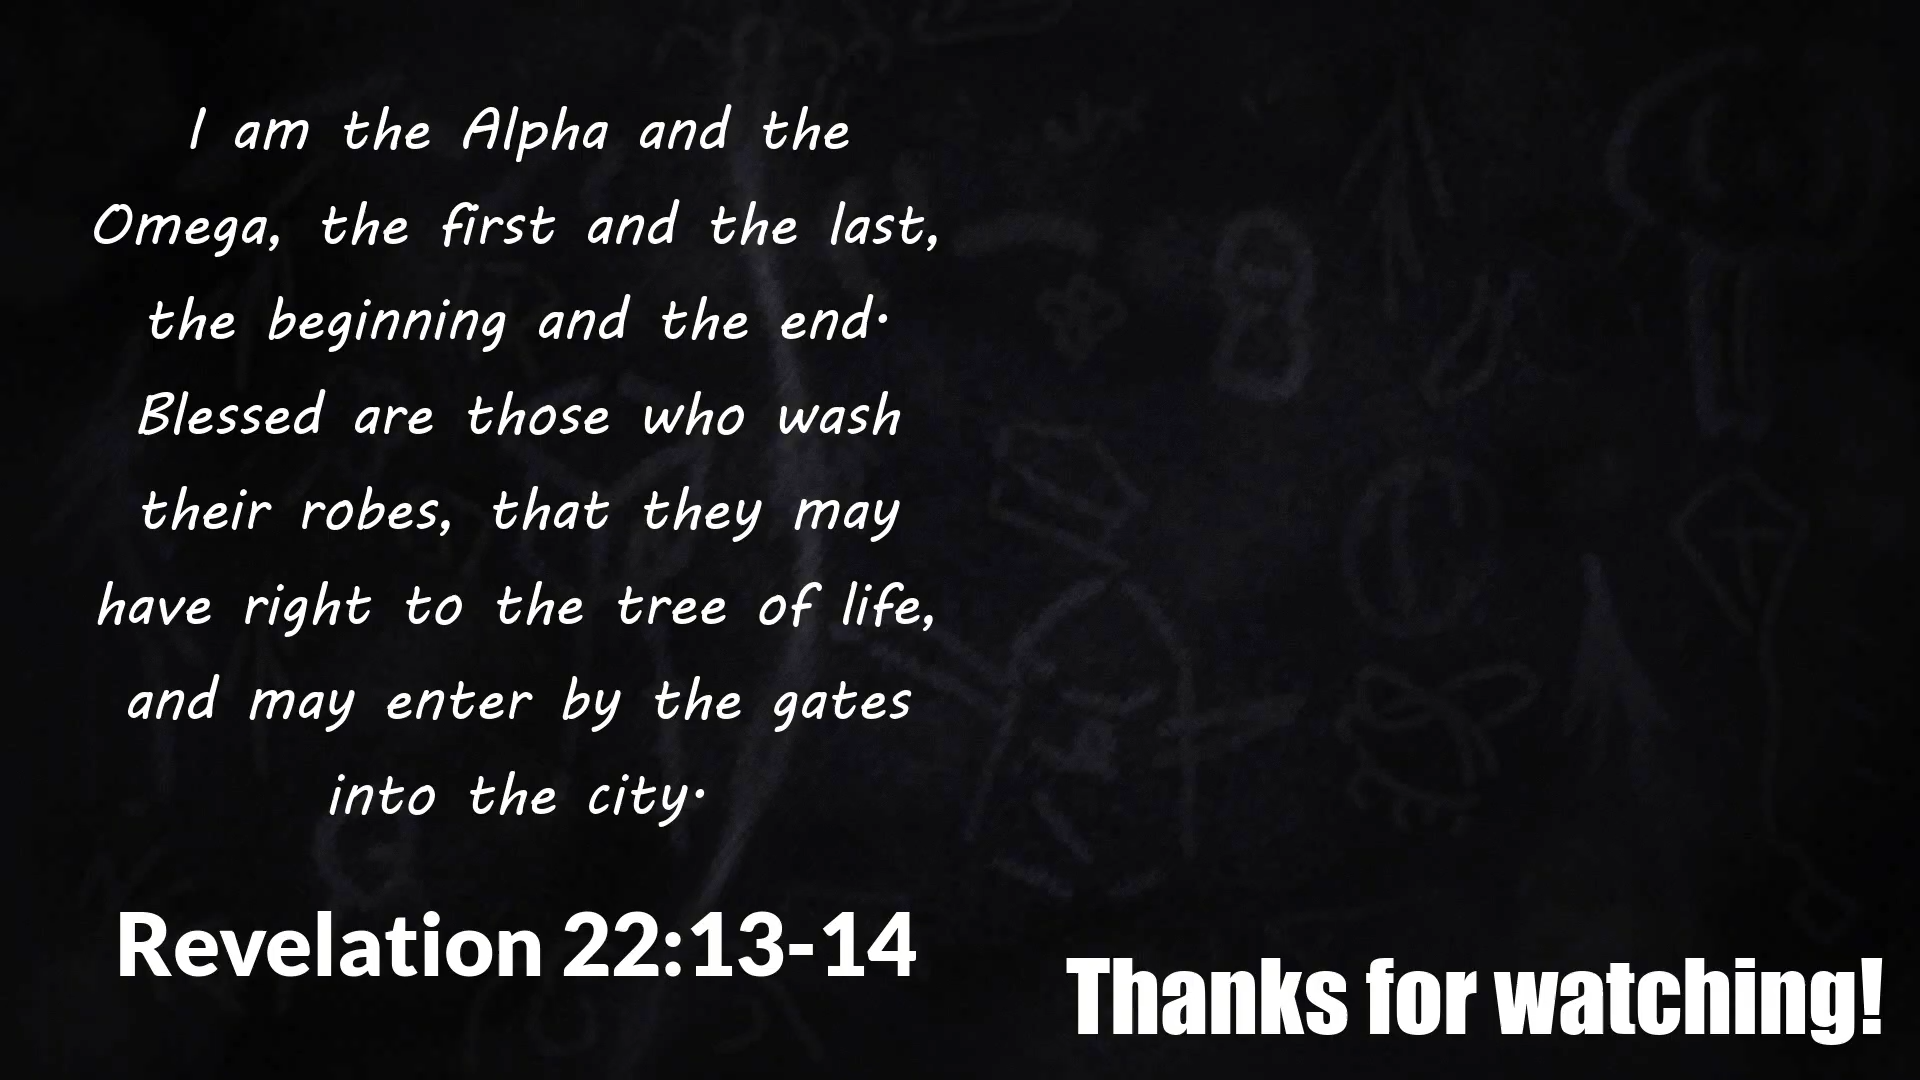 I am the Alpha and the
Omega, the first and the last,
the beginning and the end.
Blessed are those who wash
their robes, that they may
have right to the tree of life,
and may enter by the gates
into the city.
Revelation 22:13-14
Thanks for watching!